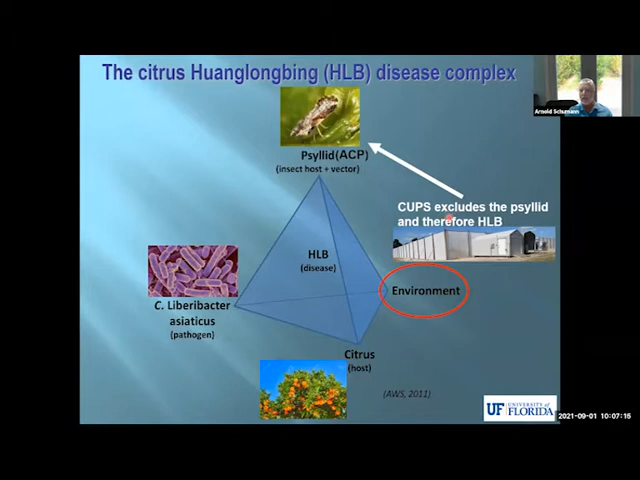 The citrus Huanglongbing (HLB) disease complex
Arnold Schumann
Psyllid(ACP)
(insect host + vector)
CUPS excludes the psyllid
and therefore HLB
HLB
(disease)
Environment
C. Liberibacter
asiaticus
(pathogen)
Citrus
(host)
(AWS, 2011)
UF UNIVERSITY of
FLORIDA
2021-09-01 10:07:15